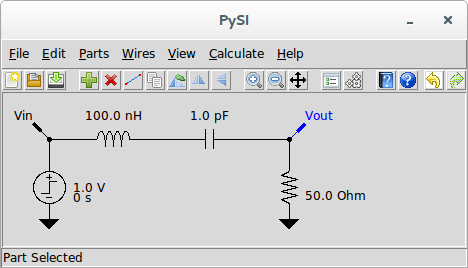 PySI
File Edit Parts Wires View Calculate Help
Vin 100.0 nH 1.0 pF Vout
1.0 V
0 s
50.0 Ohm
Part Selected